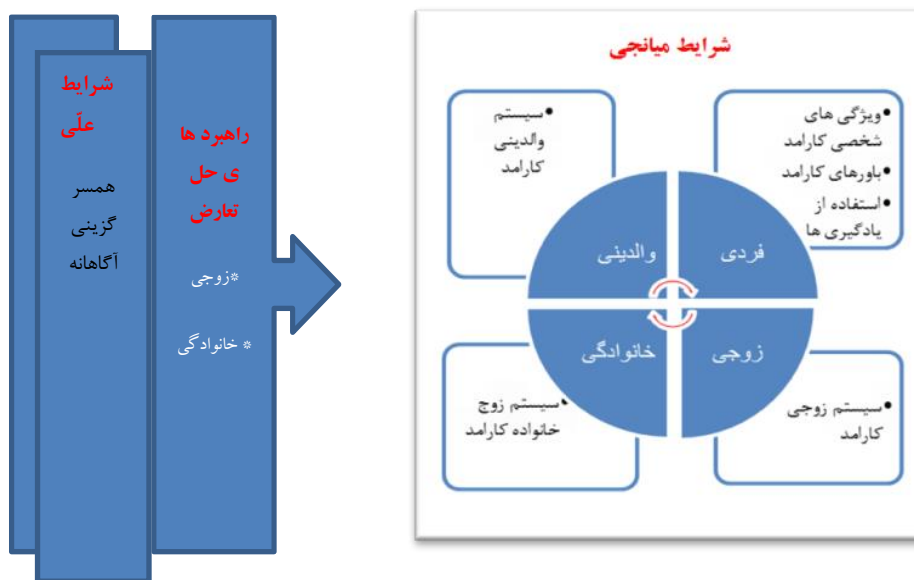 شرایط
علّی
همسر
گزینی
آگاهانه
راهبرد ها
ی حل
تعارض
*زوجی
* خانوادگی
شرایط میانجی
•ویژگی های
شخصی کارامد
•باورهای کارامد
•استفاده از
یادگیری ها
•سیستم
والدینی
کارامد
فردی
والدینی
زوجی
خانوادگی
•سیستم زوجی
کارامد
•سیستم زوج
خانواده کارامد